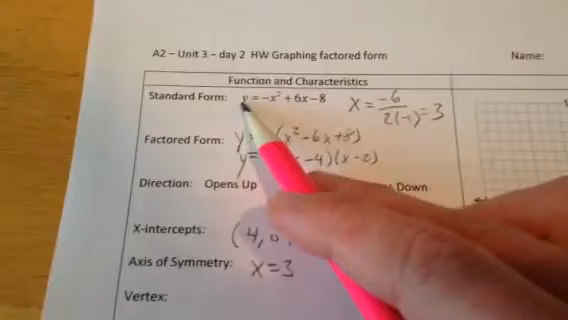 A2 – Unit 3 – day 2 HW Graphing factored form Name:
Function and Characteristics
Standard Form: y = −x² + 6x − 8 x = -6/2(-1) = 3
Factored Form: y = (x² - 6x + 8)
y = -4)(x - 2)
Direction: Opens Up Down
X-intercepts: (4, 0
Axis of Symmetry: x = 3
Vertex: